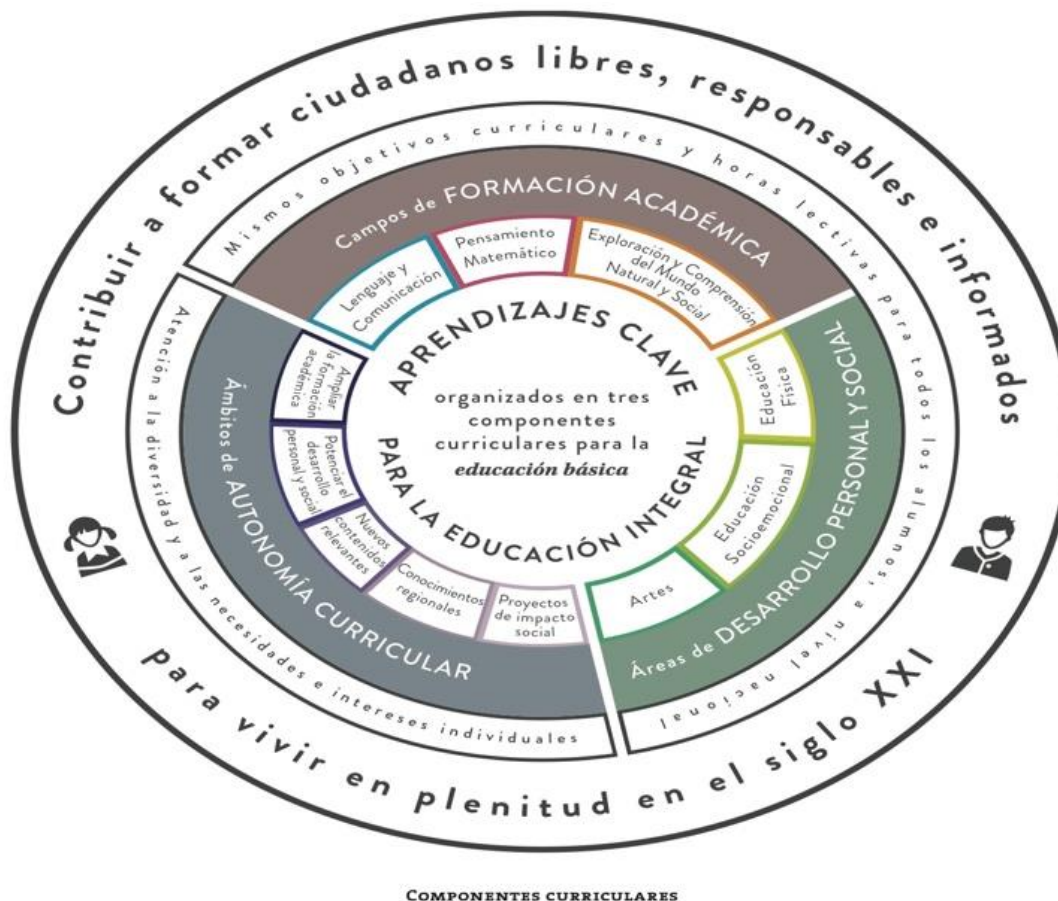 Contribuir a formar ciudadanos libres, responsables e informados
para vivir en plenitud en el siglo XXI
Mismos objetivos curriculares y horas lectivas para todos los alumnos, a nivel nacional
Atención a la diversidad y a las necesidades e intereses individuales
Campos de FORMACIÓN ACADÉMICA
Lenguaje y
Comunicación
Pensamiento
Matemático
Exploración y Comprensión
del Mundo
Natural y Social
Áreas de DESARROLLO PERSONAL Y SOCIAL
Educación
Física
Educación
Socioemocional
Artes
Ámbitos de AUTONOMÍA CURRICULAR
Ampliar
la formación
académica
Potenciar el
desarrollo
personal y social
Nuevos
contenidos
relevantes
Conocimientos
regionales
Proyectos
de impacto
social
APRENDIZAJES CLAVE
organizados en tres
componentes
curriculares para la
educación básica
PARA LA EDUCACIÓN INTEGRAL
COMPONENTES CURRICULARES